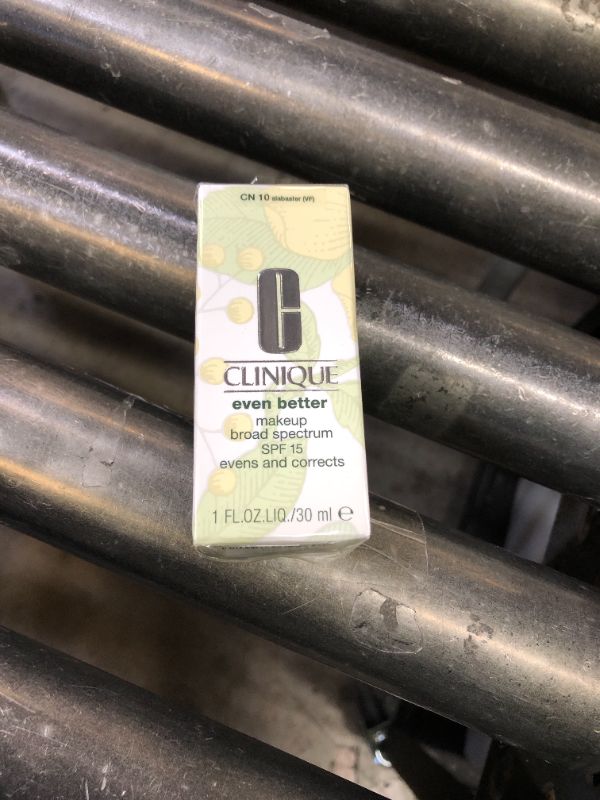 CN 10 alabaster (VF)
C
CLINIQUE
even better
makeup
broad spectrum
SPF 15
evens and corrects
1 FL.OZ.LIQ./30 ml e